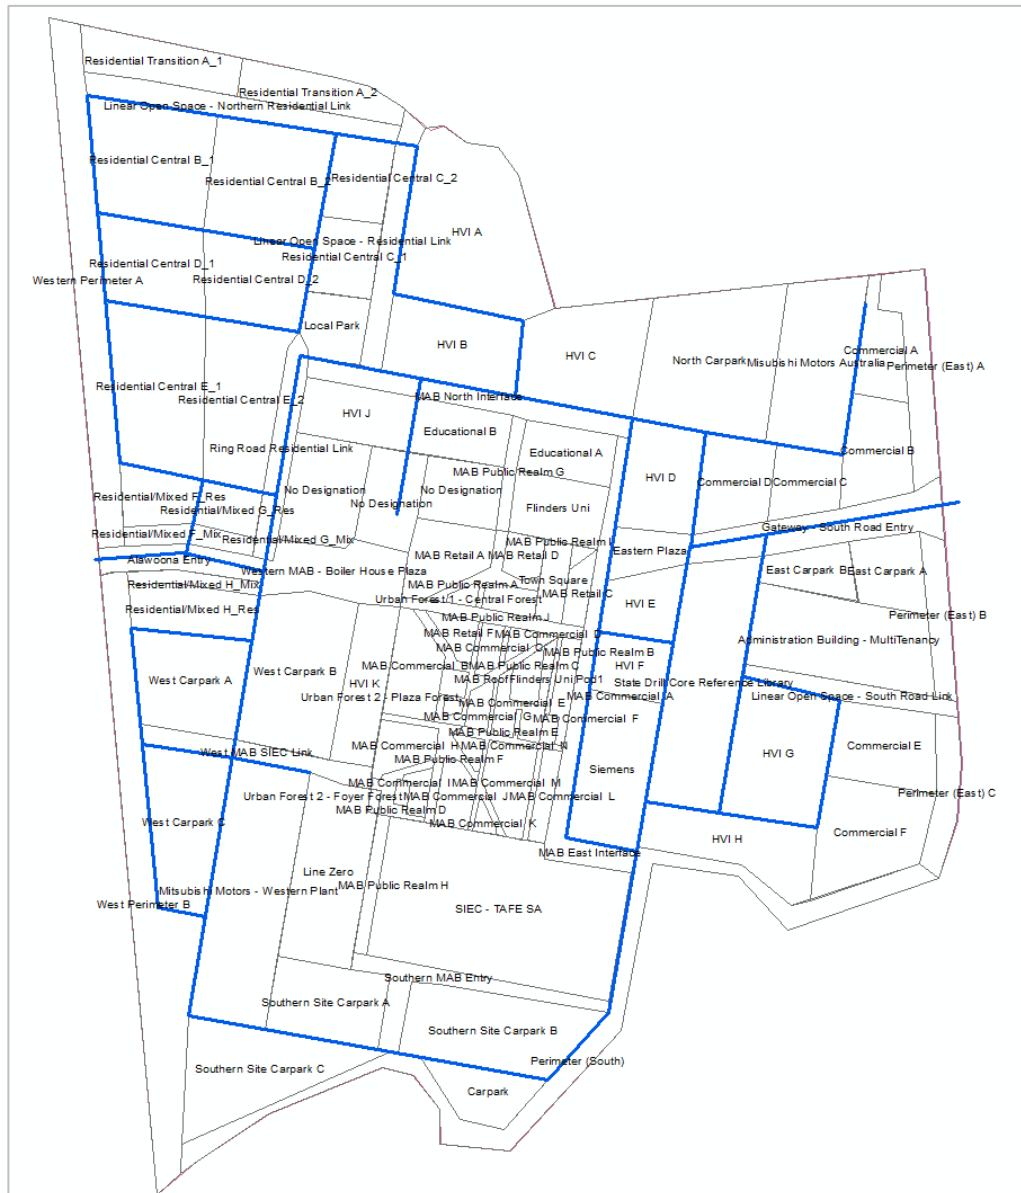 Residential Transition A_1
Residential Transition A_2
Linear Open Space - Northern Residential Link
Residential Central B_1
Residential Central B_2
Residential Central C_2
HVI A
Linear Open Space - Residential Link
Residential Central C_1
Residential Central D_1
Residential Central D_2
Western Perimeter A
Local Park
HVI B
HVI C
North Carpark
Misubishi Motors Australia
Commercial A
Perimeter (East) A
Residential Central E_1
Residential Central E_2
MAB North Interface
HVI J
Educational B
Ring Road Residential Link
Educational A
Commercial B
MAB Public Realm G
HVI D
Commercial D
Commercial C
No Designation
No Designation
No Designation
Residential/Mixed F_Res
Residential/Mixed G_Res
Flinders Uni
Gateway - South Road Entry
Residential/Mixed F_Mix
Residential/Mixed G_Mix
MAB Public Realm L
Eastern Plaza
Alawoona Entry
MAB Retail A
MAB Retail D
Western MAB - Boiler House Plaza
East Carpark B
East Carpark A
Residential/Mixed H_Mix
MAB Public Realm A
Town Square
MAB Retail C
Urban Forest 1 - Central Forest
HVI E
Residential/Mixed H_Res
MAB Public Realm J
Perimeter (East) B
MAB Retail F
MAB Commercial D
Administration Building - MultiTenancy
MAB Commercial C
MAB Public Realm B
West Carpark B
MAB Commercial B
MAB Public Realm C
HVI F
West Carpark A
HVI K
MAB Roof
Flinders Uni Pod1
State Drill Core Reference Library
Urban Forest 2 - Plaza Forest
MAB Commercial A
Linear Open Space - South Road Link
MAB Commercial E
MAB Commercial G
MAB Commercial F
MAB Public Realm E
West MAB SIEC Link
MAB Commercial H
MAB Commercial N
Commercial E
MAB Public Realm F
HVI G
Siemens
MAB Commercial I
MAB Commercial M
Urban Forest 2 - Foyer Forest
MAB Commercial J
MAB Commercial L
Perimeter (East) C
MAB Public Realm D
West Carpark C
MAB Commercial K
HVI H
Commercial F
MAB East Interface
Line Zero
MAB Public Realm H
Mitsubishi Motors - Western Plant
West Perimeter B
SIEC - TAFE SA
Southern MAB Entry
Southern Site Carpark A
Southern Site Carpark B
Perimeter (South)
Southern Site Carpark C
Carpark